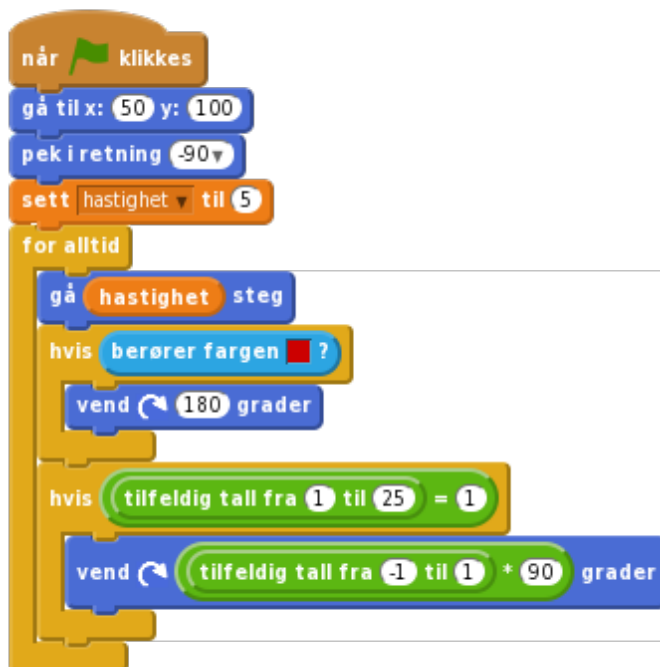 når klikkes
gå til x: 50 y: 100
pek i retning -90
sett hastighet til 5
for alltid
gå hastighet steg
hvis berører fargen ?
vend 180 grader
hvis tilfeldig tall fra 1 til 25 = 1
vend tilfeldig tall fra -1 til 1 * 90 grader